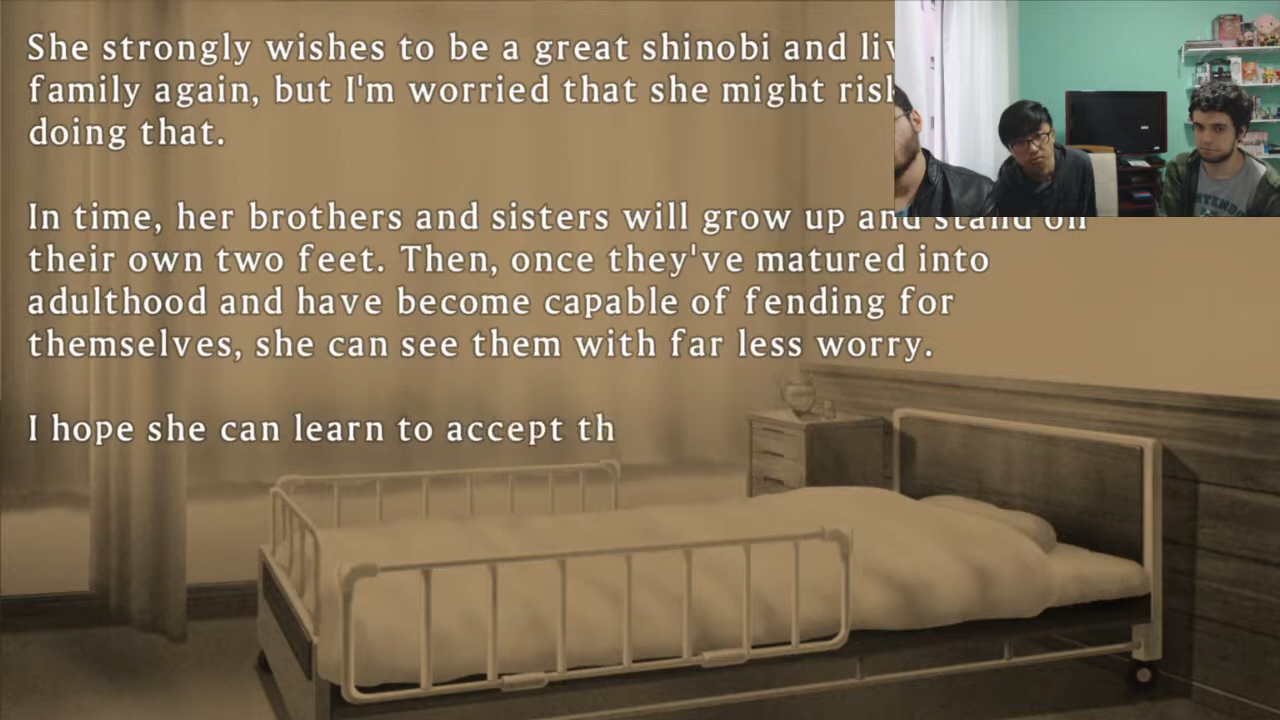 She strongly wishes to be a great shinobi and
family again, but I'm worried that she might
doing that.
In time, her brothers and sisters will grow up and stand on
their own two feet. Then, once they've matured into
adulthood and have become capable of fending for
themselves, she can see them with far less worry.
I hope she can learn to accept th